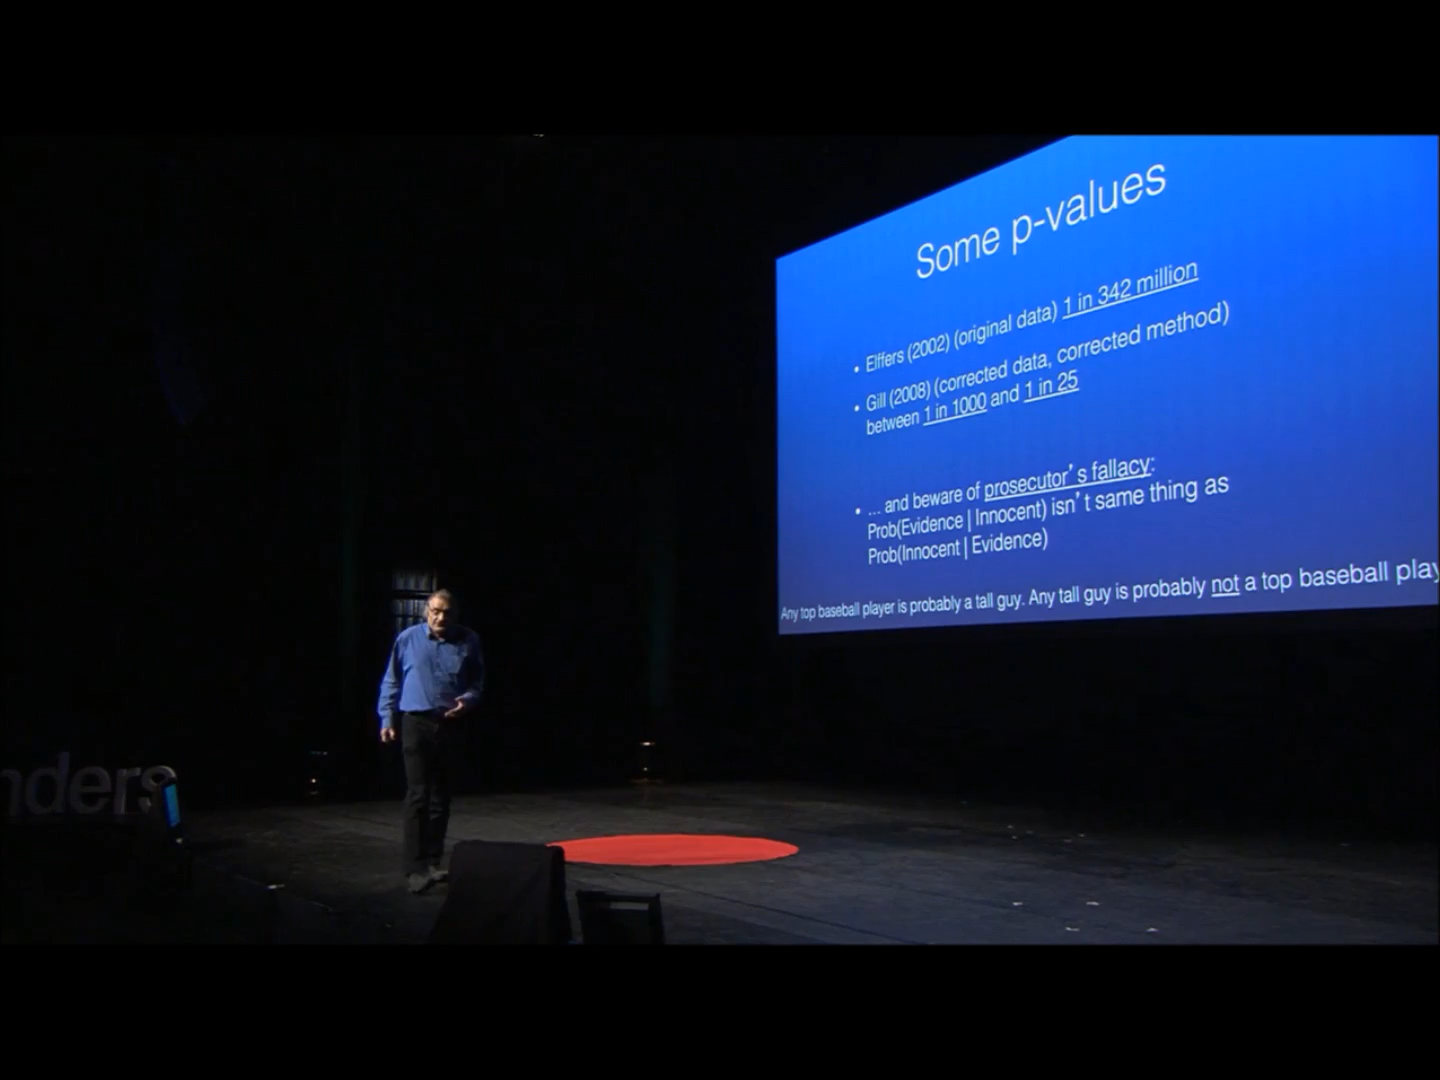 Some p-values
• Elffers (2002) (original data) 1 in 342 million
• Gill (2008) (corrected data, corrected method)
between 1 in 1000 and 1 in 25
• ... and beware of prosecutor's fallacy:
Prob(Evidence | Innocent) isn't same thing as
Prob(Innocent | Evidence)
Any top baseball player is probably a tall guy. Any tall guy is probably not a top baseball play
nders